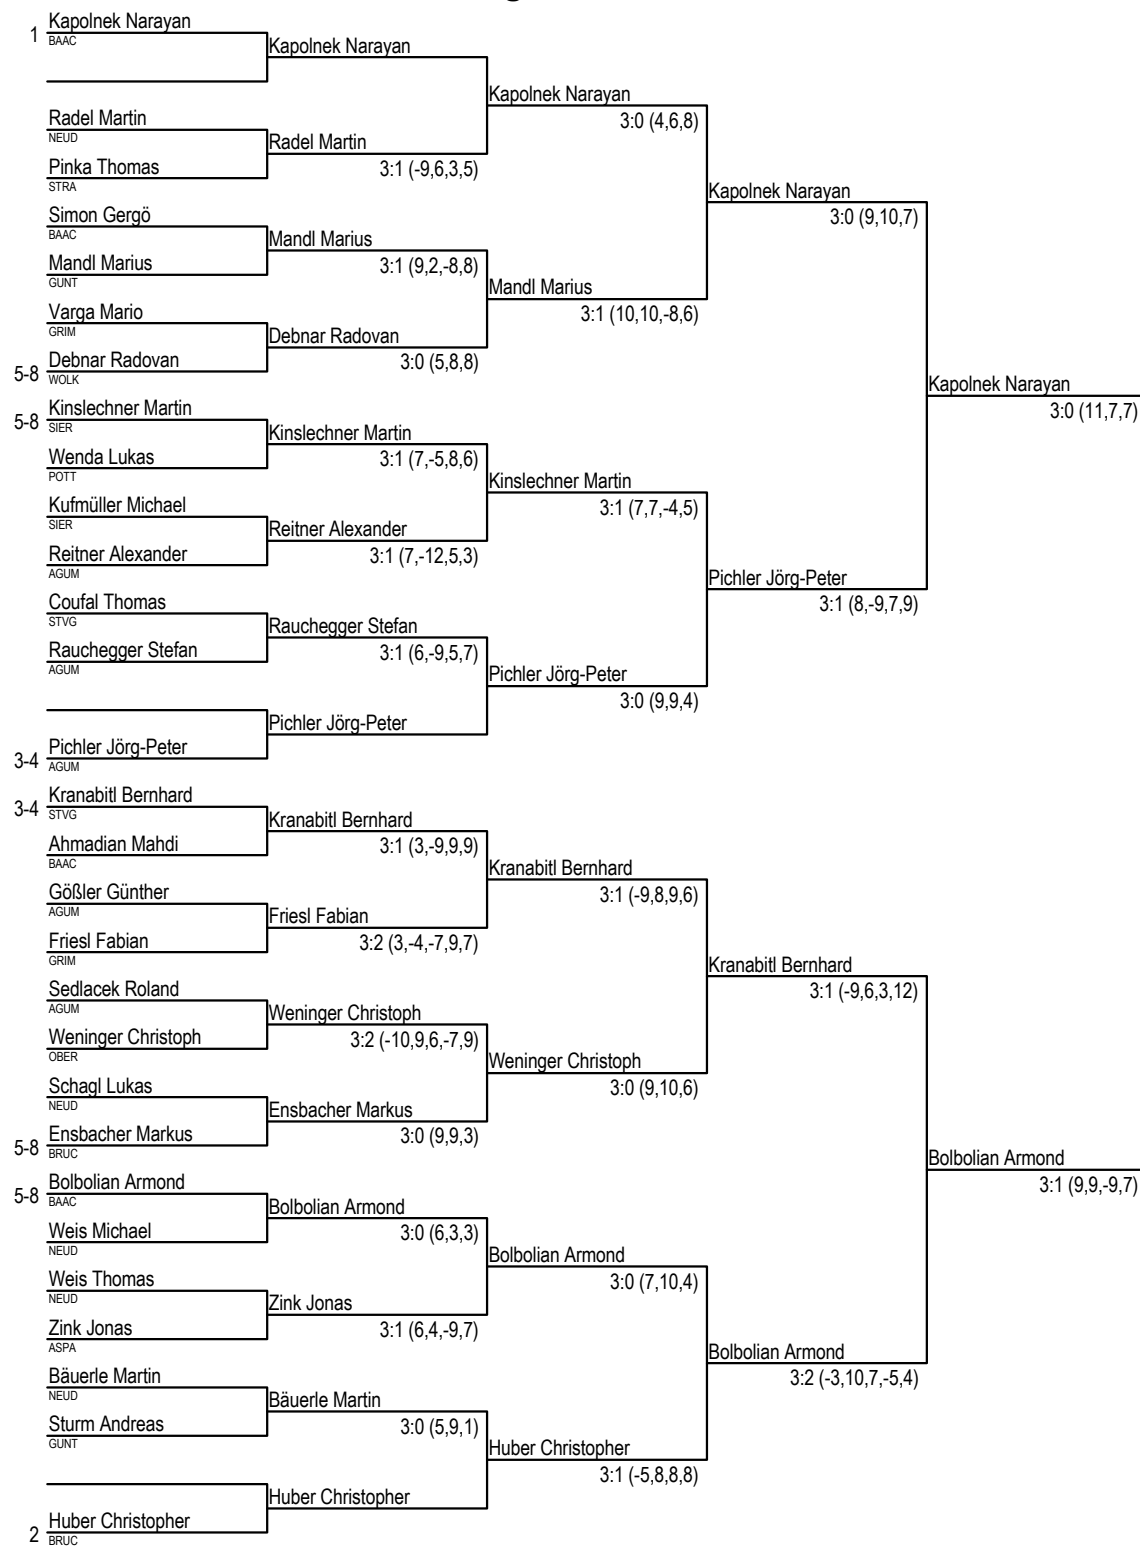 1
Kapolnek Narayan
BAAC
Kapolnek Narayan
Kapolnek Narayan
3:0 (4,6,8)
Radel Martin
NEUD
Radel Martin
3:1 (-9,6,3,5)
Pinka Thomas
STRA
Kapolnek Narayan
3:0 (9,10,7)
Simon Gergö
BAAC
Mandl Marius
3:1 (9,2,-8,8)
Mandl Marius
GUNT
Mandl Marius
3:1 (10,10,-8,6)
Varga Mario
GRIM
Debnar Radovan
3:0 (5,8,8)
5-8
Debnar Radovan
WOLK
Kapolnek Narayan
3:0 (11,7,7)
5-8
Kinslechner Martin
SIER
Kinslechner Martin
3:1 (7,-5,8,6)
Wenda Lukas
POTT
Kinslechner Martin
3:1 (7,7,-4,5)
Kufmüller Michael
SIER
Reitner Alexander
3:1 (7,-12,5,3)
Reitner Alexander
AGUM
Pichler Jörg-Peter
3:1 (8,-9,7,9)
Coufal Thomas
STVG
Rauchegger Stefan
3:1 (6,-9,5,7)
Rauchegger Stefan
AGUM
Pichler Jörg-Peter
3:0 (9,9,4)
Pichler Jörg-Peter
3-4
Pichler Jörg-Peter
AGUM
3-4
Kranabitl Bernhard
STVG
Kranabitl Bernhard
3:1 (3,-9,9,9)
Ahmadian Mahdi
BAAC
Kranabitl Bernhard
3:1 (-9,8,9,6)
Gößler Günther
AGUM
Friesl Fabian
3:2 (3,-4,-7,9,7)
Friesl Fabian
GRIM
Kranabitl Bernhard
3:1 (-9,6,3,12)
Sedlacek Roland
AGUM
Weninger Christoph
3:2 (-10,9,6,-7,9)
Weninger Christoph
OBER
Weninger Christoph
3:0 (9,10,6)
Schagl Lukas
NEUD
Ensbacher Markus
3:0 (9,9,3)
5-8
Ensbacher Markus
BRUC
Bolbolian Armond
3:1 (9,9,-9,7)
5-8
Bolbolian Armond
BAAC
Bolbolian Armond
3:0 (6,3,3)
Weis Michael
NEUD
Bolbolian Armond
3:0 (7,10,4)
Weis Thomas
NEUD
Zink Jonas
3:1 (6,4,-9,7)
Zink Jonas
ASPA
Bolbolian Armond
3:2 (-3,10,7,-5,4)
Bäuerle Martin
NEUD
Bäuerle Martin
3:0 (5,9,1)
Sturm Andreas
GUNT
Huber Christopher
3:1 (-5,8,8,8)
Huber Christopher
2
Huber Christopher
BRUC